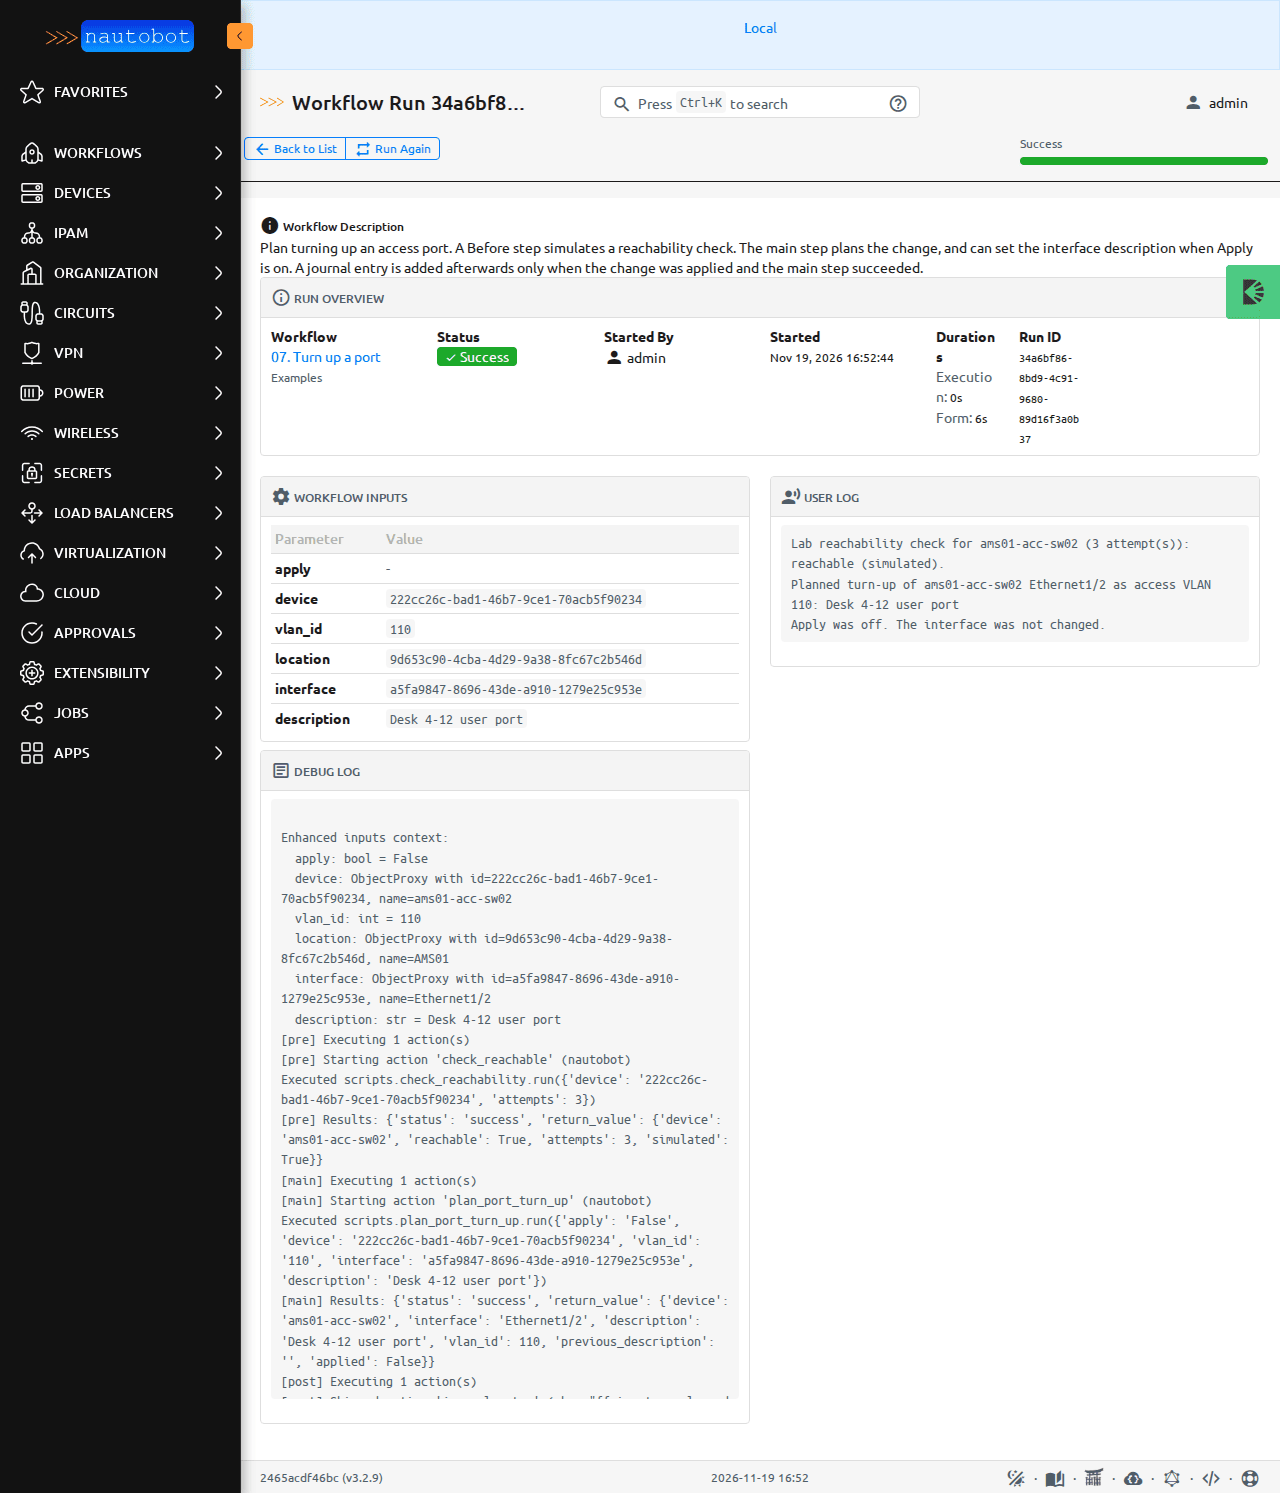 nautobot
Local
FAVORITES
WORKFLOWS
DEVICES
IPAM
ORGANIZATION
CIRCUITS
VPN
POWER
WIRELESS
SECRETS
LOAD BALANCERS
VIRTUALIZATION
CLOUD
APPROVALS
EXTENSIBILITY
JOBS
APPS
Workflow Run 34a6bf8...
Press Ctrl+K to search
admin
Back to List
Run Again
Success
Workflow Description
Plan turning up an access port. A Before step simulates a reachability check. The main step plans the change, and can set the interface description when Apply
is on. A journal entry is added afterwards only when the change was applied and the main step succeeded.
RUN OVERVIEW
Workflow
07. Turn up a port
Examples
Status
Success
Started By
admin
Started
Nov 19, 2026 16:52:44
Duration
s
Executio
n: 0s
Form: 6s
Run ID
34a6bf86-
8bd9-4c91-
9680-
89d16f3a0b
37
WORKFLOW INPUTS
Parameter Value
apply -
device 222cc26c-bad1-46b7-9ce1-70acb5f90234
vlan_id 110
location 9d653c90-4cba-4d29-9a38-8fc67c2b546d
interface a5fa9847-8696-43de-a910-1279e25c953e
description Desk 4-12 user port
USER LOG
Lab reachability check for ams01-acc-sw02 (3 attempt(s)):
reachable (simulated).
Planned turn-up of ams01-acc-sw02 Ethernet1/2 as access VLAN
110: Desk 4-12 user port
Apply was off. The interface was not changed.
DEBUG LOG
Enhanced inputs context:
apply: bool = False
device: ObjectProxy with id=222cc26c-bad1-46b7-9ce1-
70acb5f90234, name=ams01-acc-sw02
vlan_id: int = 110
location: ObjectProxy with id=9d653c90-4cba-4d29-9a38-
8fc67c2b546d, name=AMS01
interface: ObjectProxy with id=a5fa9847-8696-43de-a910-
1279e25c953e, name=Ethernet1/2
description: str = Desk 4-12 user port
[pre] Executing 1 action(s)
[pre] Starting action 'check_reachable' (nautobot)
Executed scripts.check_reachability.run({'device': '222cc26c-
bad1-46b7-9ce1-70acb5f90234', 'attempts': 3})
[pre] Results: {'status': 'success', 'return_value': {'device':
'ams01-acc-sw02', 'reachable': True, 'attempts': 3, 'simulated':
True}}
[main] Executing 1 action(s)
[main] Starting action 'plan_port_turn_up' (nautobot)
Executed scripts.plan_port_turn_up.run({'apply': 'False',
'device': '222cc26c-bad1-46b7-9ce1-70acb5f90234', 'vlan_id':
'110', 'interface': 'a5fa9847-8696-43de-a910-1279e25c953e',
'description': 'Desk 4-12 user port'})
[main] Results: {'status': 'success', 'return_value': {'device':
'ams01-acc-sw02', 'interface': 'Ethernet1/2', 'description':
'Desk 4-12 user port', 'vlan_id': 110, 'previous_description':
'', 'applied': False}}
[post] Executing 1 action(s)
2465acdf46bc (v3.2.9)
2026-11-19 16:52